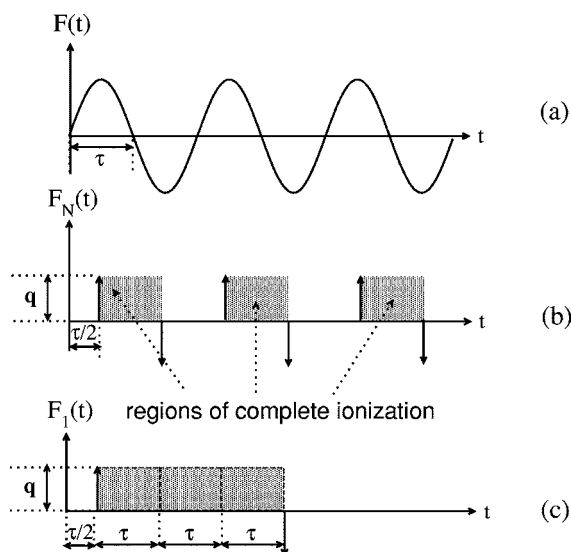 F(t)
t
(a)
τ
F_N(t)
q
t
(b)
τ/2
regions of complete ionization
F_1(t)
q
t
(c)
τ/2 τ τ τ